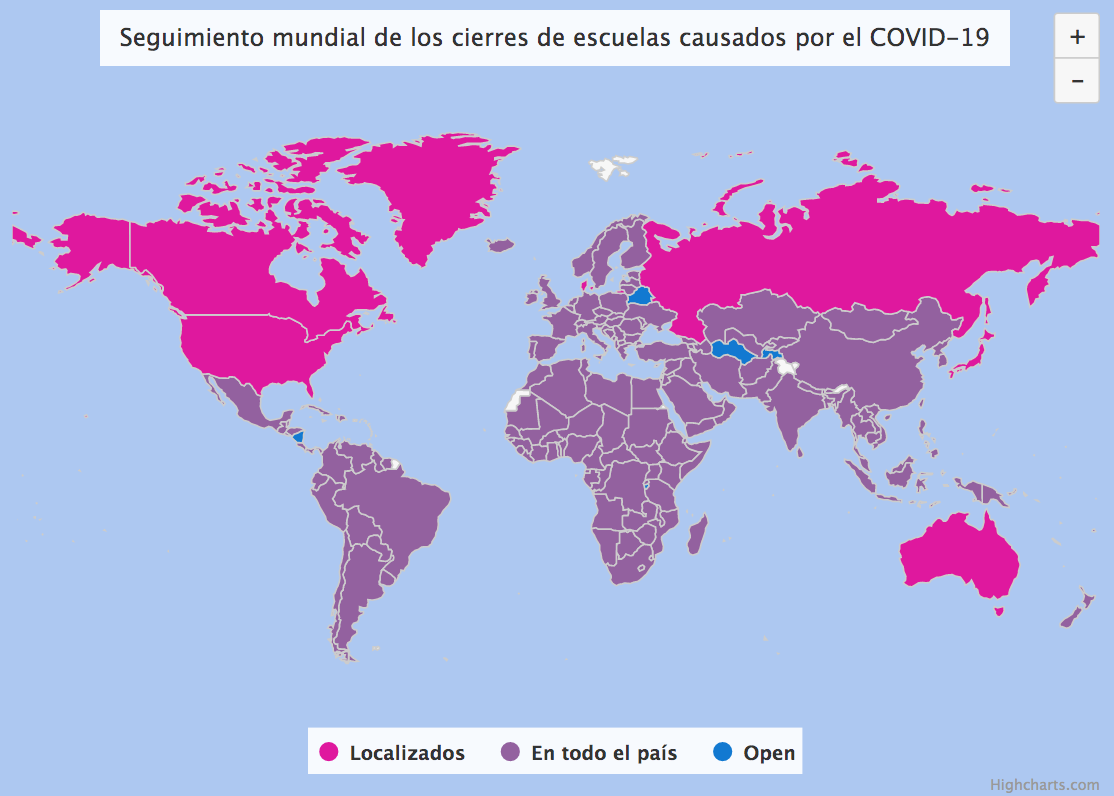 Seguimiento mundial de los cierres de escuelas causados por el COVID-19
+
-
Localizados
En todo el país
Open
Highcharts.com